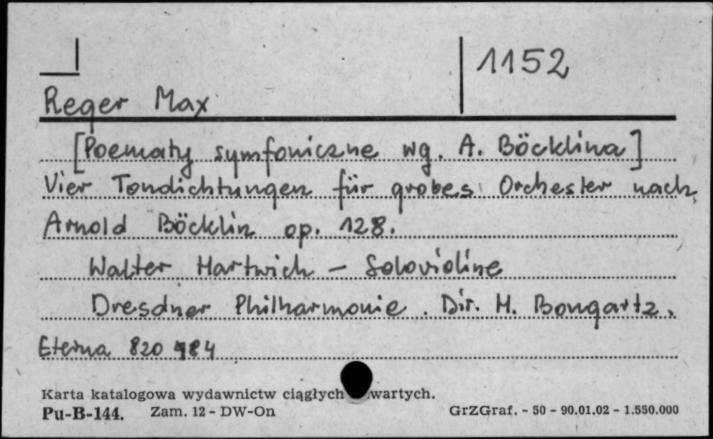 1152
Reger Max
[Poematy symfoniczne wg. A. Böcklina]
Vier Tondichtungen für grobes Orchester nach
Arnold Böcklin op. 128.
Walter Hartwich - Solovioline
Dresdner Philharmonie. Dir. H. Bongartz.
Eterna 820 484
Karta katalogowa wydawnictw ciągłych wartych.
Pu-B-144. Zam. 12 - DW-On GrZGraf. - 50 - 90.01.02 - 1.550.000